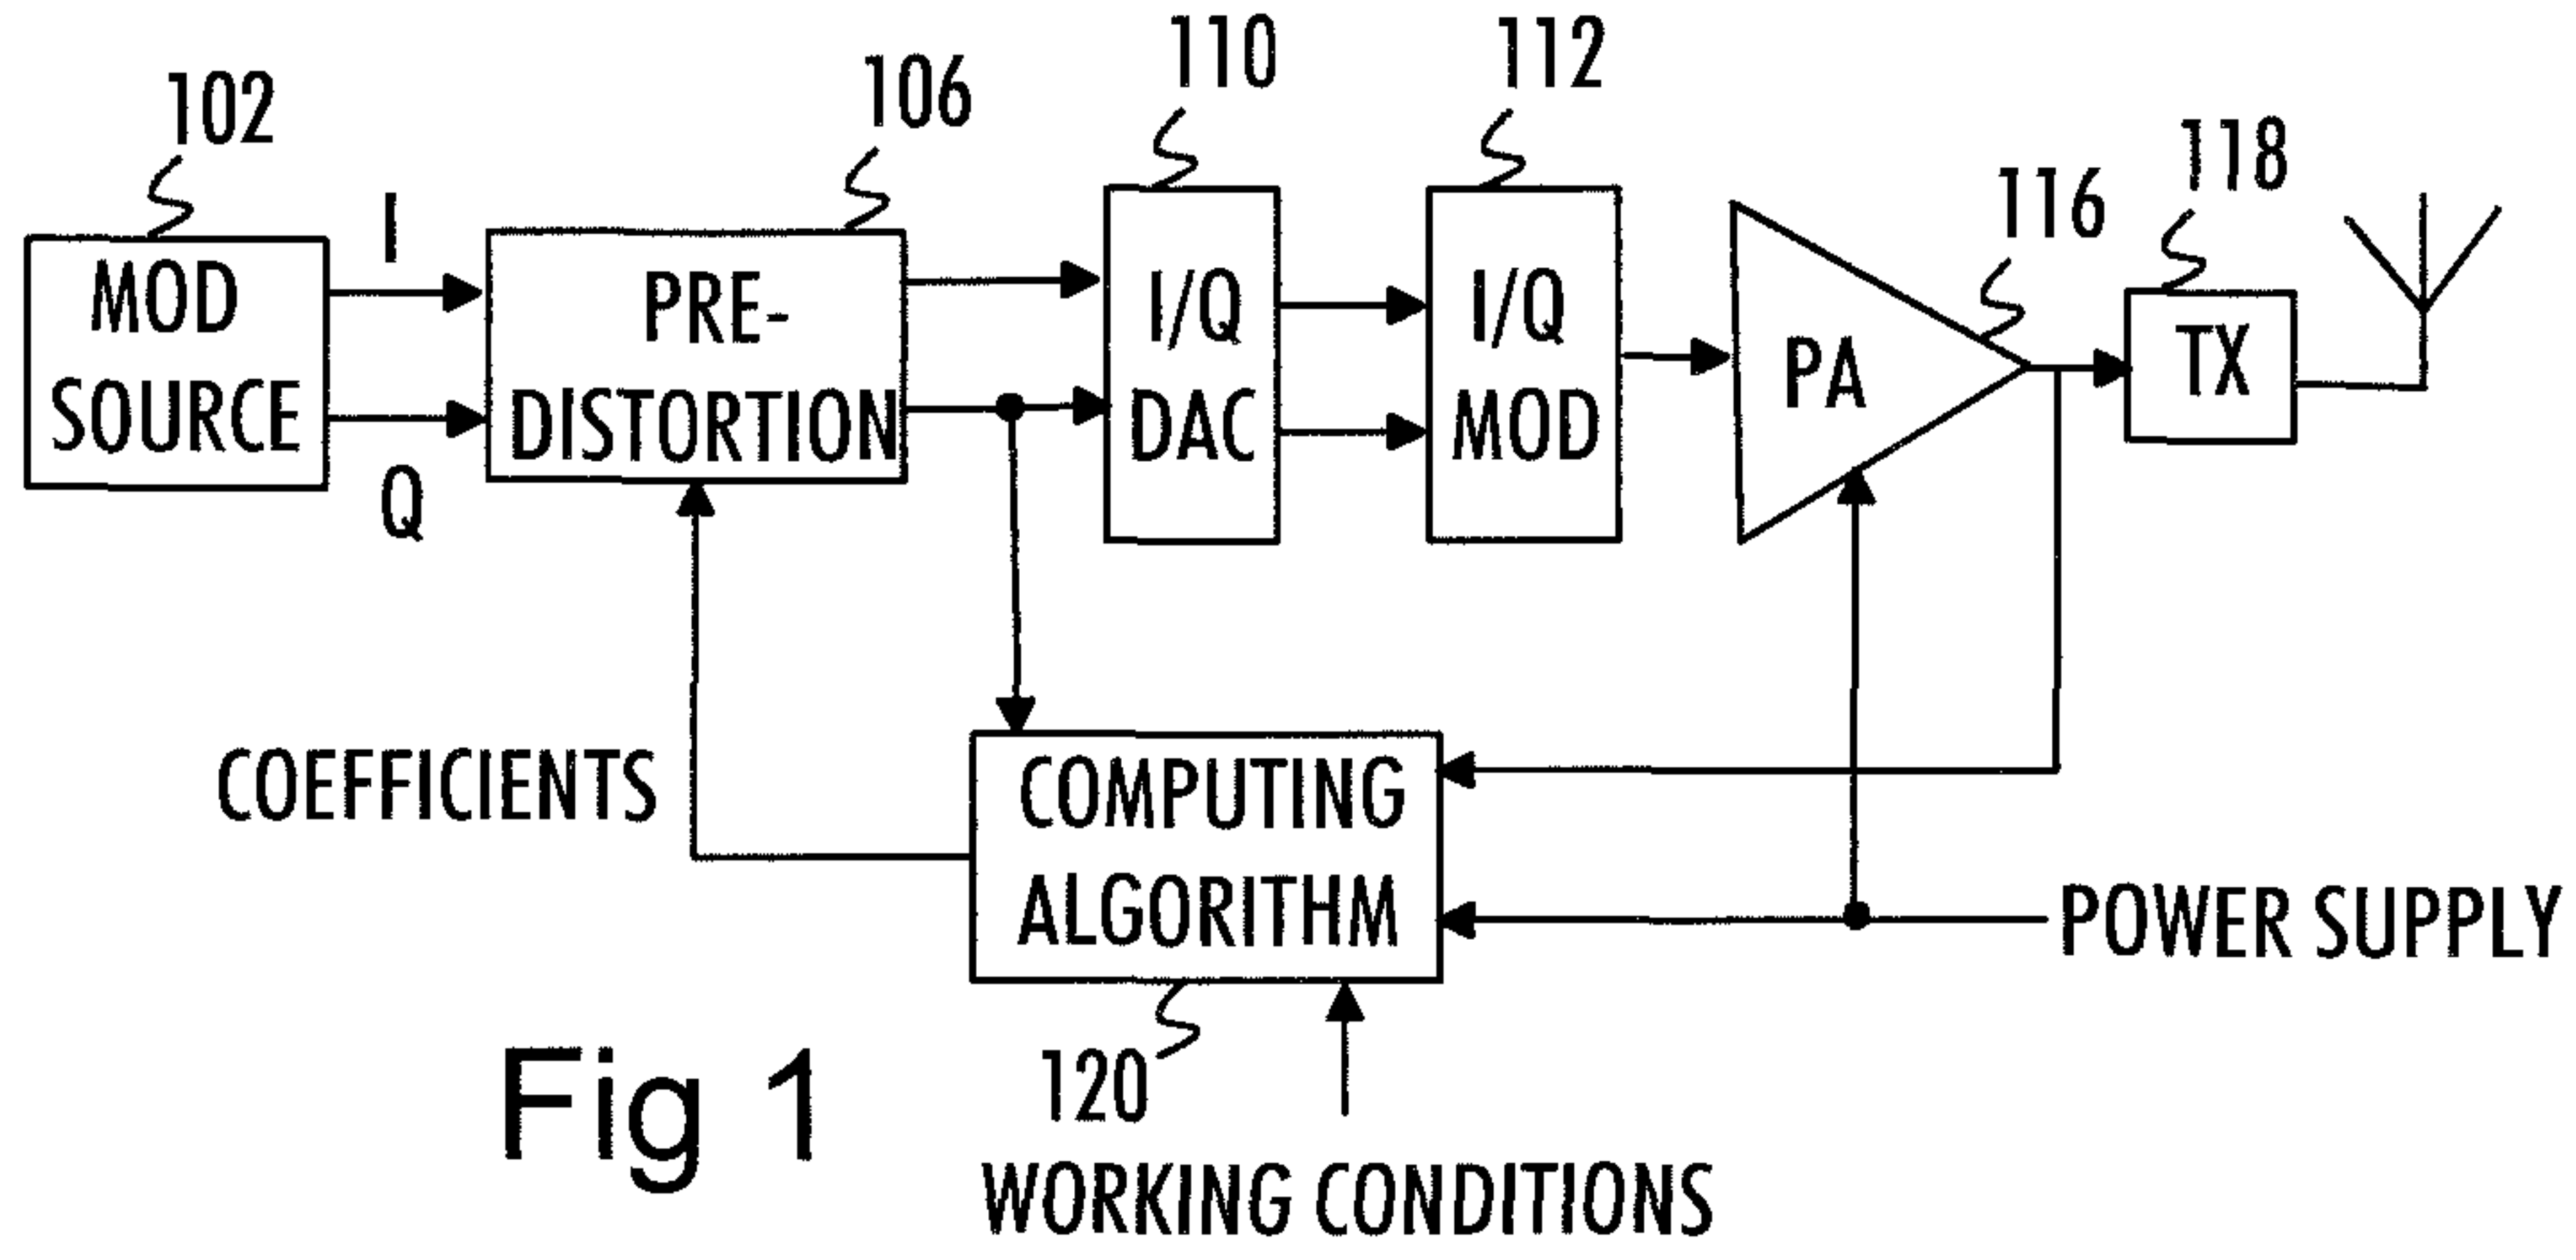 102
I
Q
MOD
SOURCE
106
PRE-
DISTORTION
110
I/Q
DAC
112
I/Q
MOD
116
PA
118
TX
COEFFICIENTS
COMPUTING
ALGORITHM
POWER SUPPLY
120
WORKING CONDITIONS
Fig 1